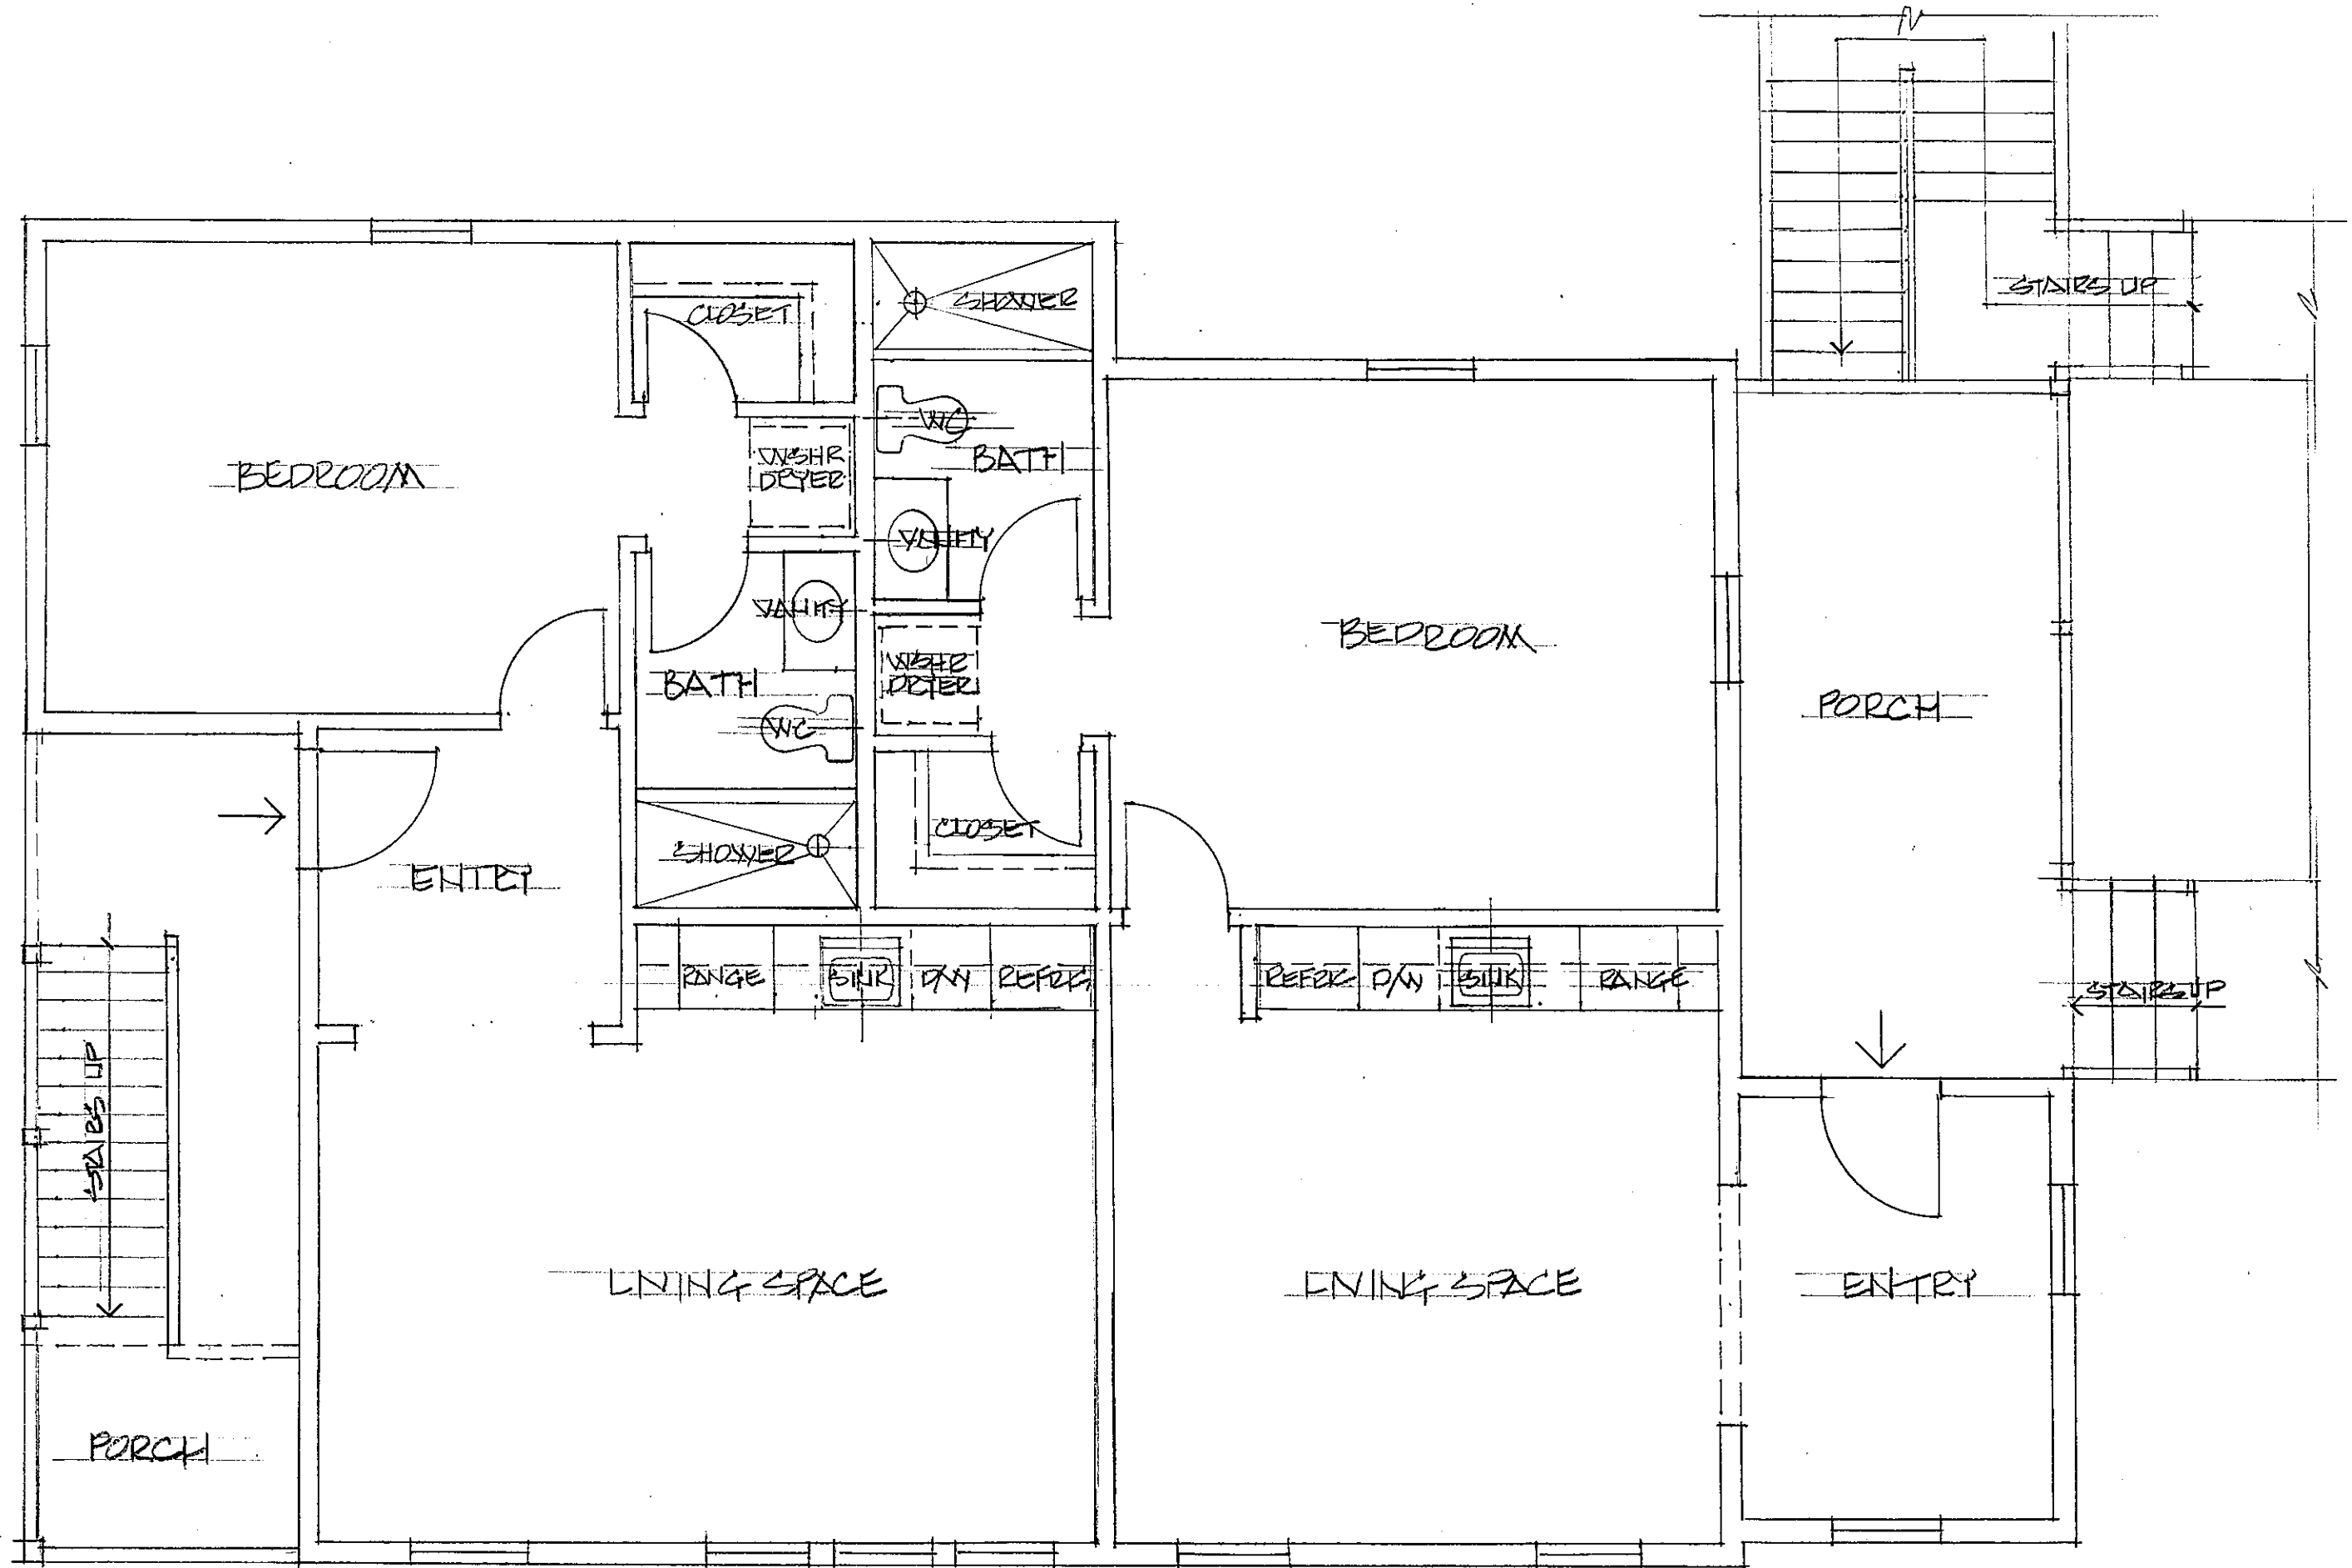 STAIRS UP
CLOSET
SHOWER
WC
BATH
BEDROOM
WSHR
DRYER
VANITY
VANITY
BEDROOM
WSHR
DRYER
BATH
WC
PORCH
CLOSET
SHOWER
ENTRY
RANGE
SINK
D/W
REFRIG
REFRIG
D/W
SINK
RANGE
STAIRS UP
STAIRS UP
LIVING SPACE
LIVING SPACE
ENTRY
PORCH